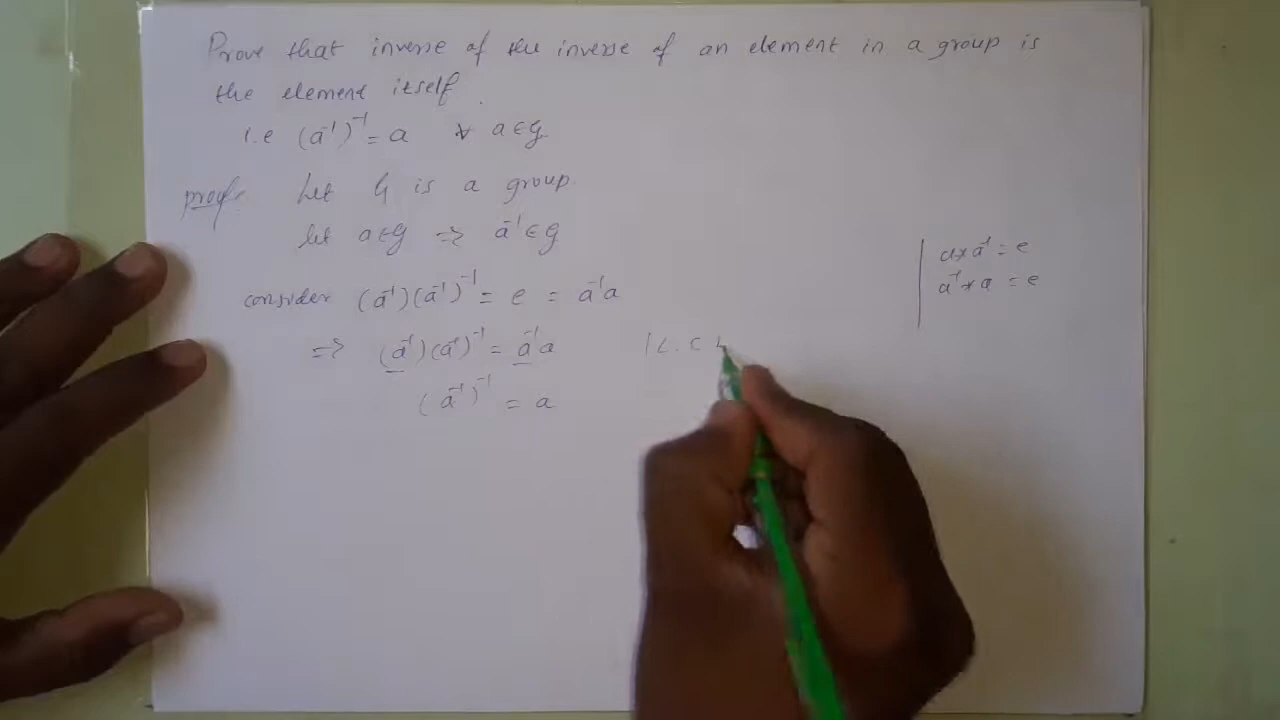 Prove that inverse of the inverse of an element in a group is
the element itself.
i.e (a⁻¹)⁻¹ = a ∀ a∈G.
proof:- Let G is a group.
let a∈G => a⁻¹∈G
consider (a⁻¹)(a⁻¹)⁻¹ = e = a⁻¹a
=> (a⁻¹)(a⁻¹)⁻¹ = a⁻¹a | L.C L
(a⁻¹)⁻¹ = a
a*a⁻¹ = e
a⁻¹*a = e